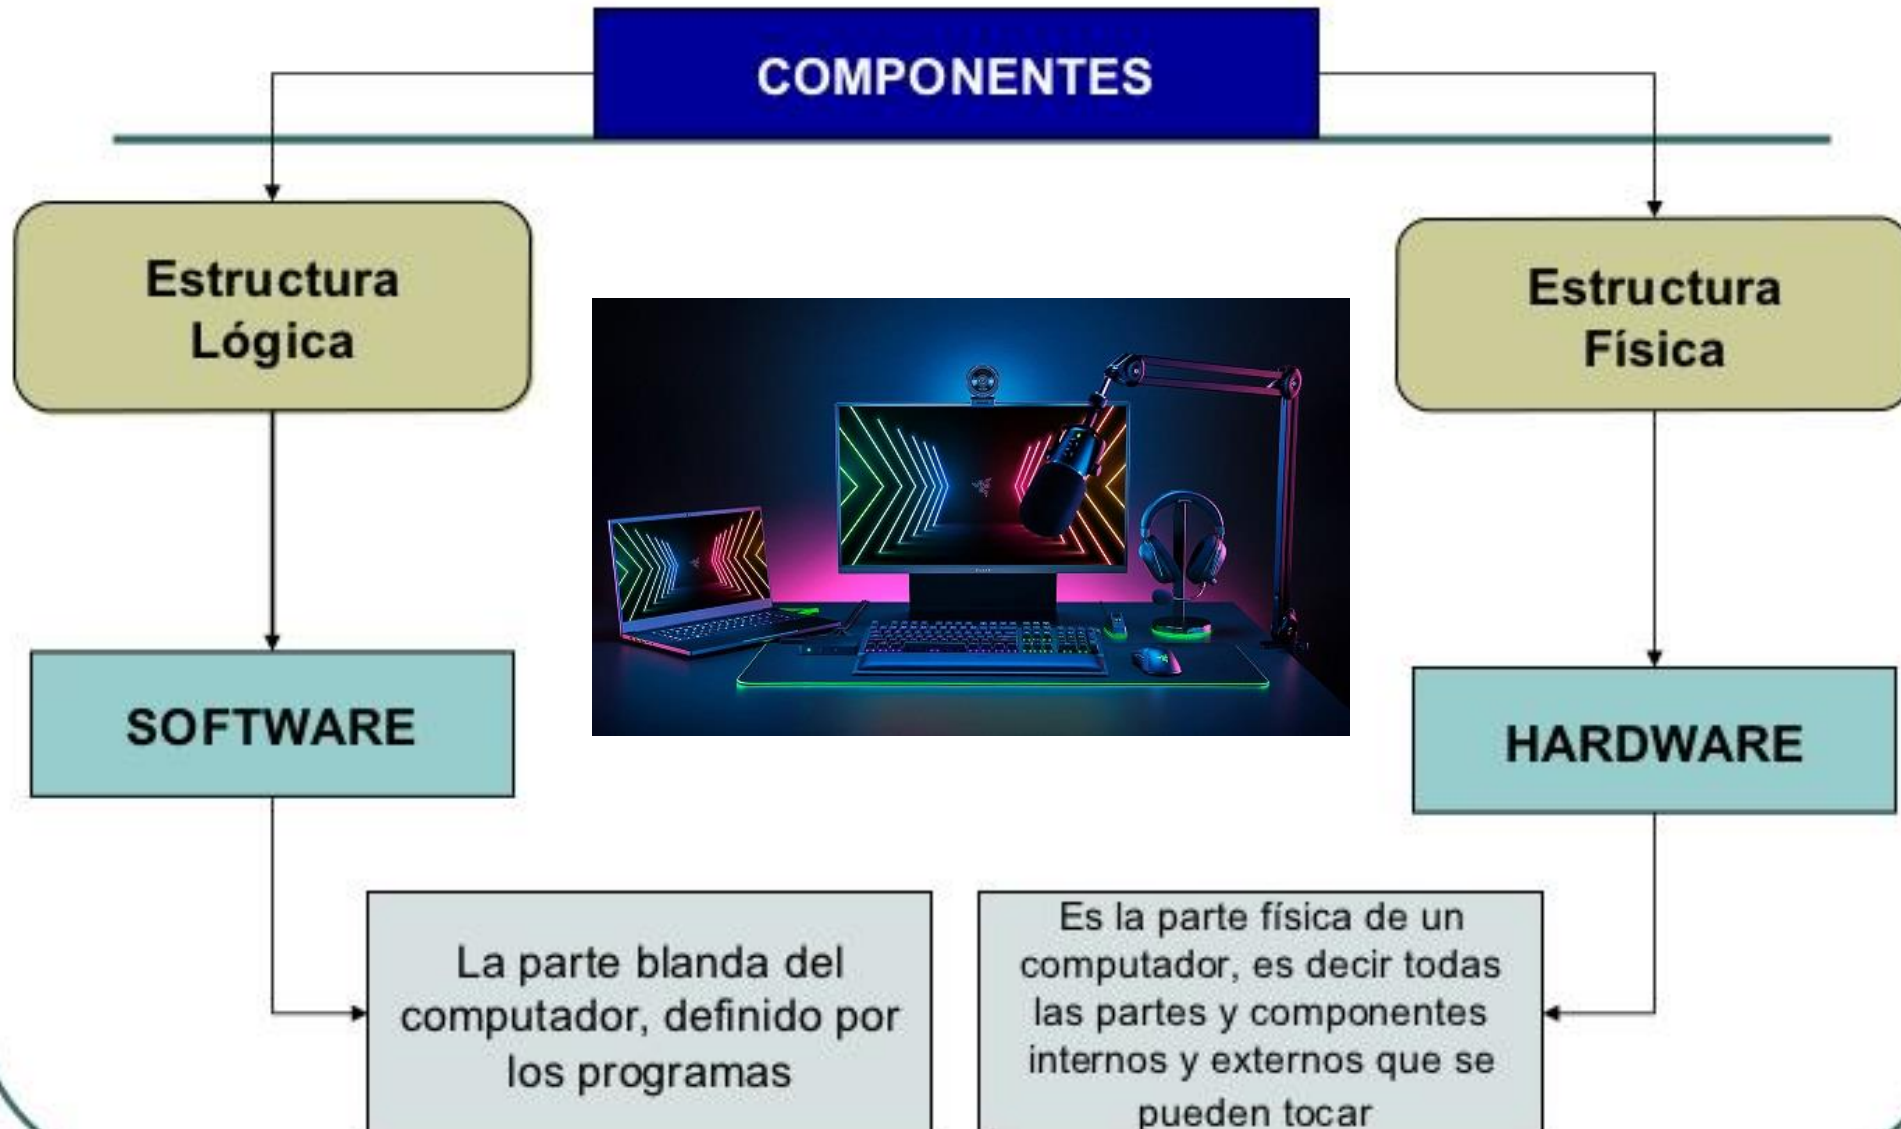 COMPONENTES
Estructura
Lógica
Estructura
Física
SOFTWARE
HARDWARE
La parte blanda del
computador, definido por
los programas
Es la parte física de un
computador, es decir todas
las partes y componentes
internos y externos que se
pueden tocar